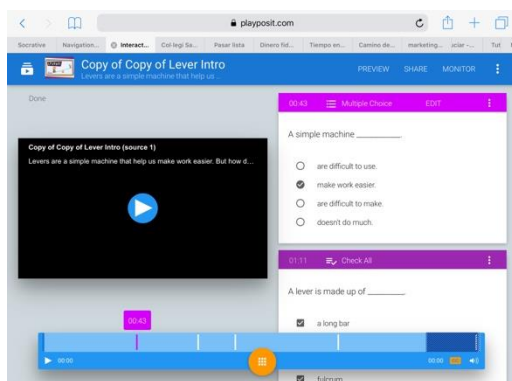 playposit.com
Socrative Navigation... Interact... Col·legi Sa... Pasar lista Dinero fid... Tiempo en... Camino de... marketing... Tut
Copy of Copy of Lever Intro
Levers are a simple machine that help us ...
PREVIEW SHARE MONITOR
Done
00:43 Multiple Choice EDIT
A simple machine ________
are difficult to use.
make work easier.
are difficult to make.
doesn't do much.
Copy of Copy of Lever Intro (source 1)
Levers are a simple machine that help us make work easier. But how d...
01:11 Check All
A lever is made up of ________
a long bar
fulcrum
00:43
00:00
00:00